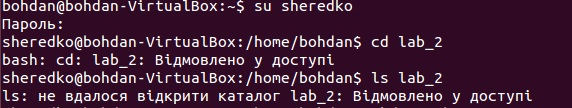 bohdan@bohdan-VirtualBox:~$ su sheredko
Пароль:
sheredko@bohdan-VirtualBox:/home/bohdan$ cd lab_2
bash: cd: lab_2: Відмовлено у доступі
sheredko@bohdan-VirtualBox:/home/bohdan$ ls lab_2
ls: не вдалося відкрити каталог lab_2: Відмовлено у доступі